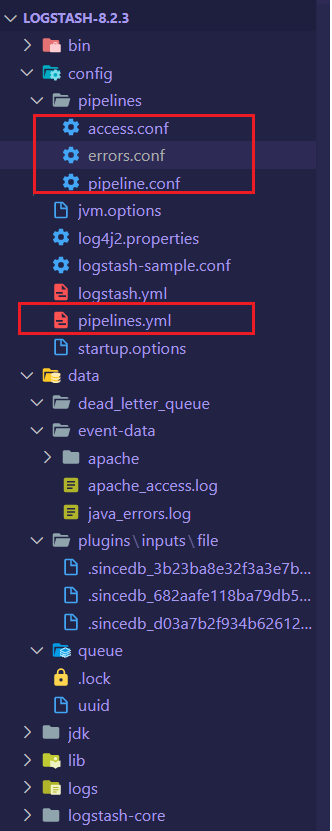 LOGSTASH-8.2.3
bin
config
pipelines
access.conf
errors.conf
pipeline.conf
jvm.options
log4j2.properties
logstash-sample.conf
logstash.yml
pipelines.yml
startup.options
data
dead_letter_queue
event-data
apache
apache_access.log
java_errors.log
plugins\inputs\file
.sincedb_3b23ba8e32f3a3e7b...
.sincedb_682aafe118ba79db5...
.sincedb_d03a7b2f934b62612...
queue
.lock
uuid
jdk
lib
logs
logstash-core